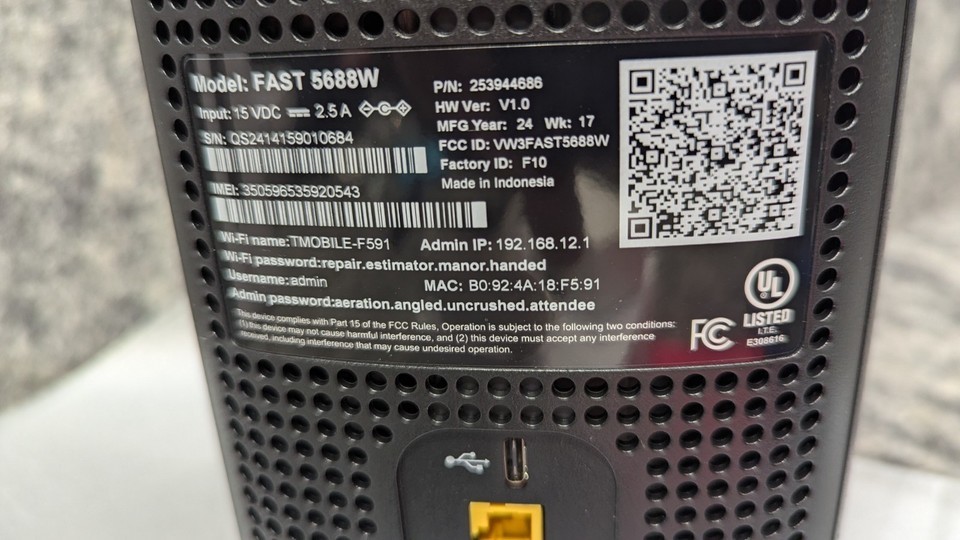 Model: FAST 5688W
Input: 15 VDC 2.5 A
S/N: QS2414159010684
IMEI: 350596535920543
P/N: 253944686
HW Ver: V1.0
MFG Year: 24 Wk: 17
FCC ID: VW3FAST5688W
Factory ID: F10
Made in Indonesia
Wi-Fi name:TMOBILE-F591 Admin IP: 192.168.12.1
Wi-Fi password:repair.estimator.manor.handed
Username:admin MAC: B0:92:4A:18:F5:91
Admin password:aeration.angled.uncrushed.attendee
This device complies with Part 15 of the FCC Rules, Operation is subject to the following two conditions:
(1) this device may not cause harmful interference, and (2) this device must accept any interference
received, including interference that may cause undesired operation.
FC
UL
LISTED
I.T.E.
E308616